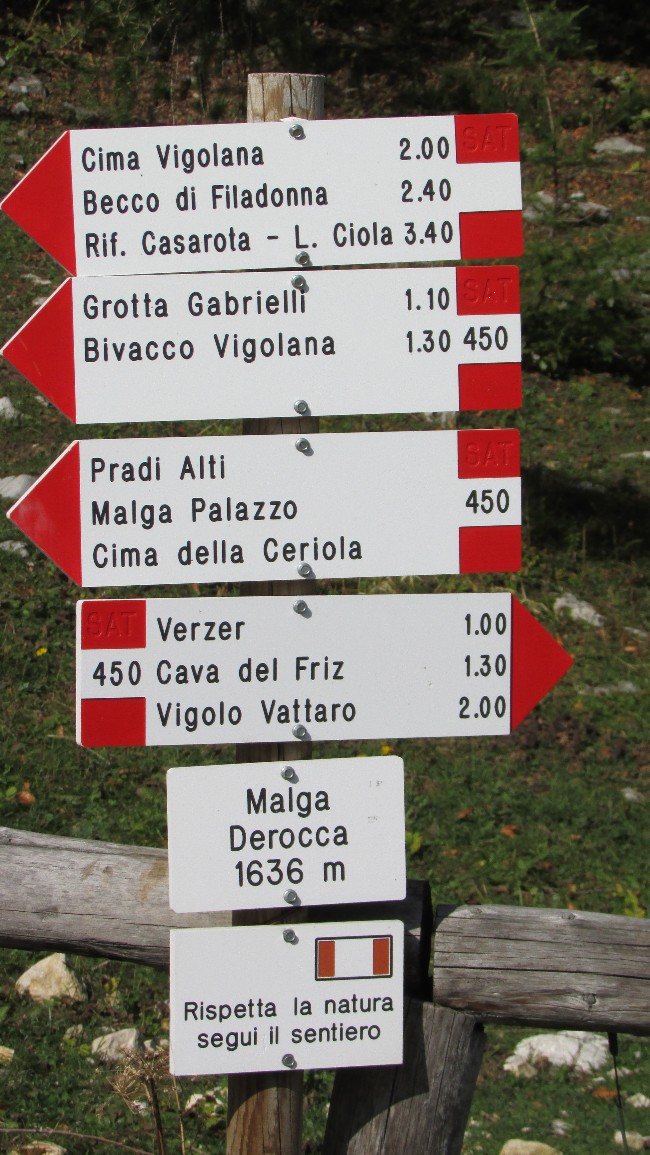 Cima Vigolana 2.00 SAT
Becco di Filadonna 2.40
Rif. Casarota - L. Ciola 3.40
Grotta Gabrielli 1.10 SAT
Bivacco Vigolana 1.30 450
Pradi Alti SAT
Malga Palazzo 450
Cima della Ceriola
SAT Verzer 1.00
450 Cava del Friz 1.30
Vigolo Vattaro 2.00
Malga
Derocca
1636 m
Rispetta la natura
segui il sentiero